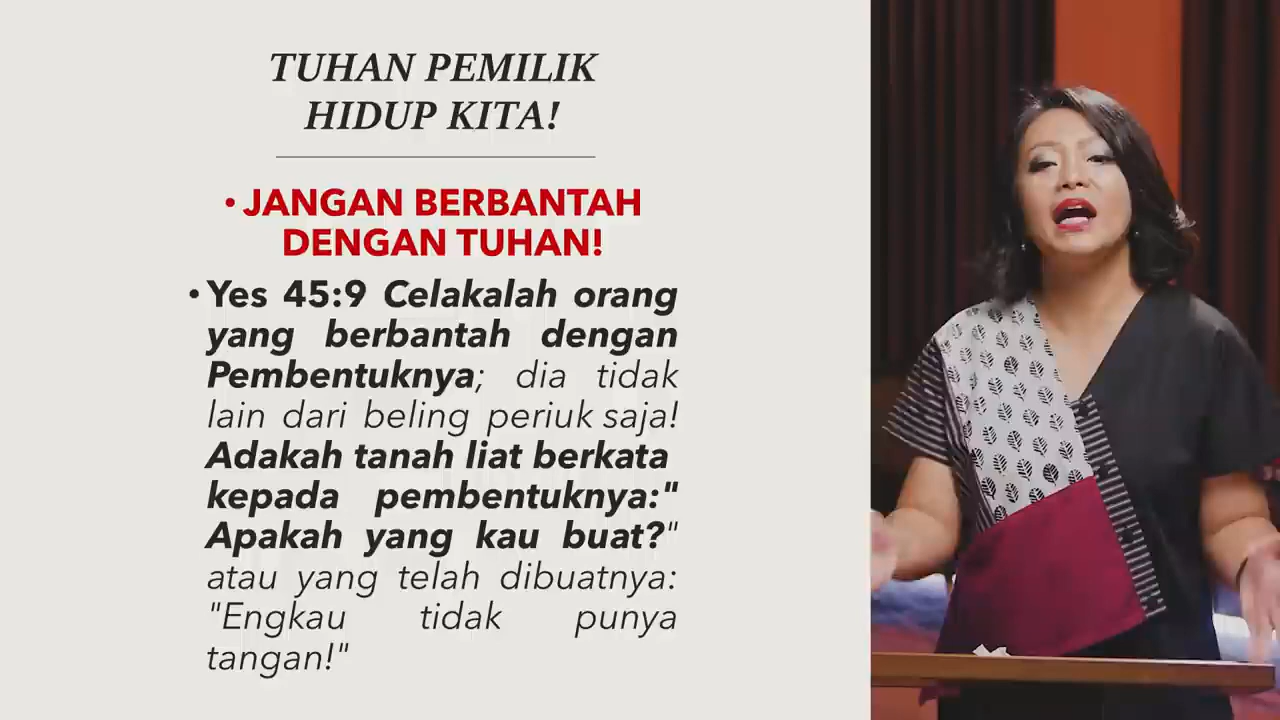 TUHAN PEMILIK
HIDUP KITA!
• JANGAN BERBANTAH
DENGAN TUHAN!
• Yes 45:9 Celakalah orang
yang berbantah dengan
Pembentuknya; dia tidak
lain dari beling periuk saja!
Adakah tanah liat berkata
kepada pembentuknya:"
Apakah yang kau buat?"
atau yang telah dibuatnya:
"Engkau tidak punya
tangan!"